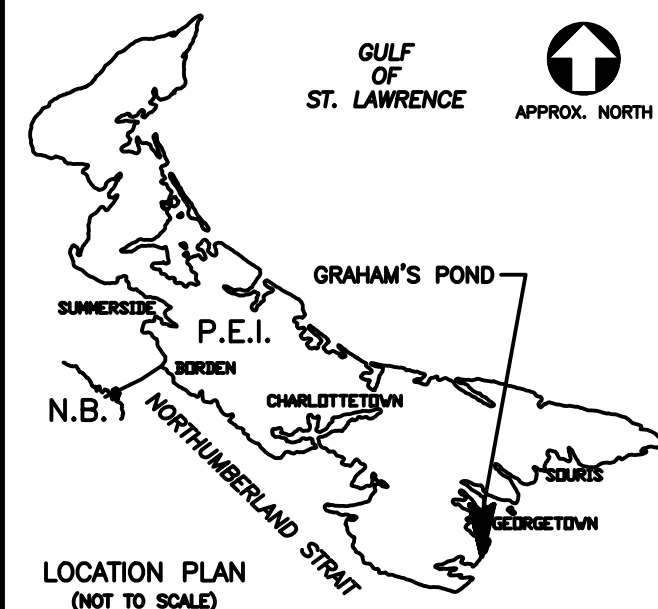 GULF
OF
ST. LAWRENCE
APPROX. NORTH
GRAHAM'S POND
SUMMERSIDE
P.E.I.
BORDEN
N.B.
CHARLOTTETOWN
NORTHUMBERLAND STRAIT
SOURIS
GEORGETOWN
LOCATION PLAN
(NOT TO SCALE)